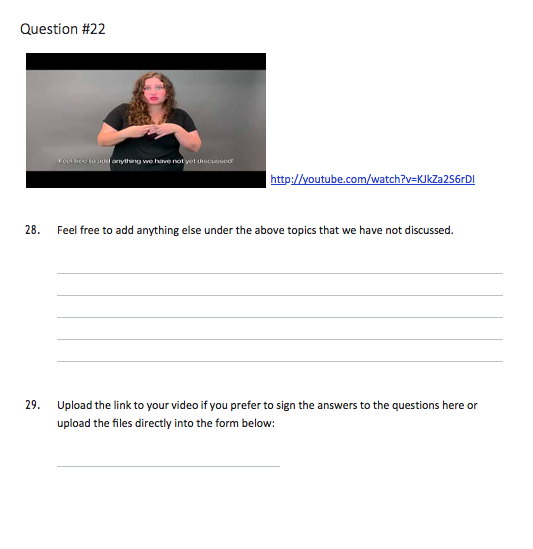 Question #22
Feel free to add anything we have not yet discussed!
http://youtube.com/watch?v=KJkZa2S6rDI
28. Feel free to add anything else under the above topics that we have not discussed.
29. Upload the link to your video if you prefer to sign the answers to the questions here or
upload the files directly into the form below: